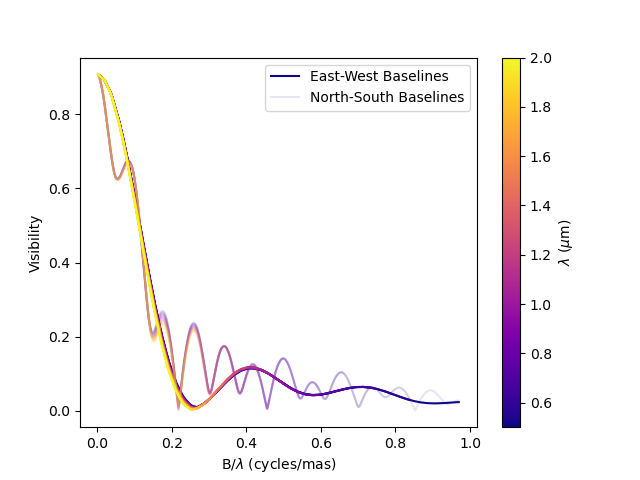 East-West Baselines
North-South Baselines
Visibility
0.8
0.6
0.4
0.2
0.0
0.0 0.2 0.4 0.6 0.8 1.0
B/λ (cycles/mas)
2.0
1.8
1.6
1.4
1.2
1.0
0.8
0.6
λ (μm)